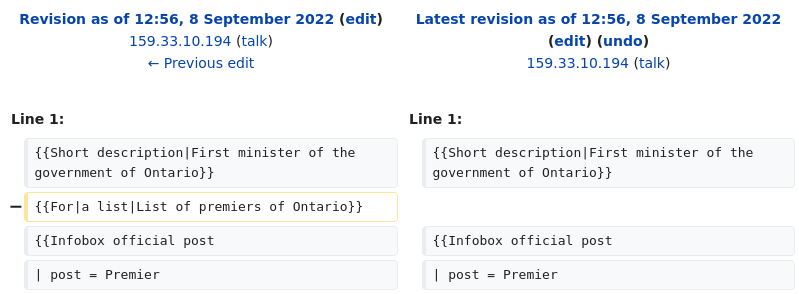 Revision as of 12:56, 8 September 2022 (edit)
159.33.10.194 (talk)
← Previous edit
Latest revision as of 12:56, 8 September 2022
(edit) (undo)
159.33.10.194 (talk)
Line 1:
Line 1:
{{Short description|First minister of the
government of Ontario}}
{{Short description|First minister of the
government of Ontario}}
− {{For|a list|List of premiers of Ontario}}
{{Infobox official post
{{Infobox official post
| post = Premier
| post = Premier